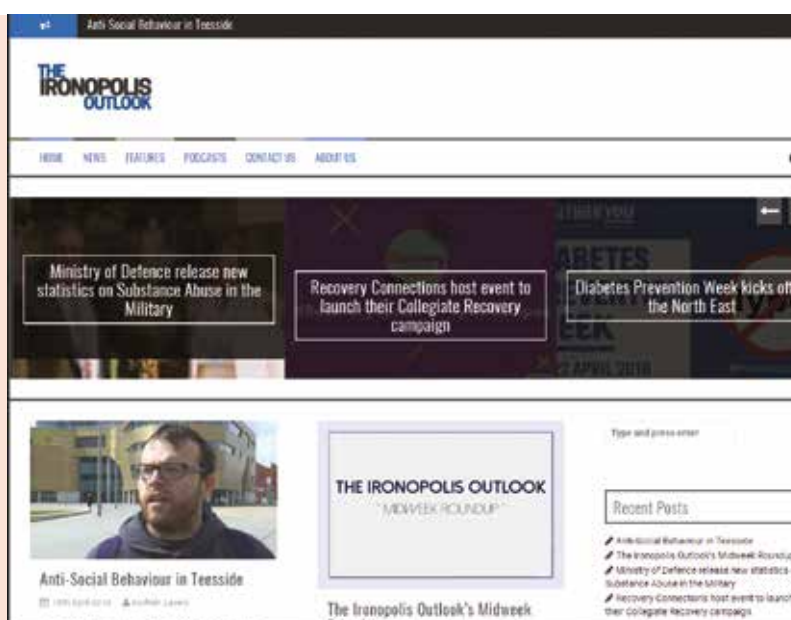 Anti-Social Behaviour in Teesside
THE
IRONOPOLIS
OUTLOOK
HOME NEWS FEATURES PODCASTS CONTACT US ABOUT US
Ministry of Defence release new
statistics on Substance Abuse in the
Military
Recovery Connections host event to
launch their Collegiate Recovery
campaign
Diabetes Prevention Week kicks of
the North East
WEEK
APRIL 2018
THE IRONOPOLIS OUTLOOK
MIDWEEK ROUNDUP
Anti-Social Behaviour in Teesside
The Ironopolis Outlook's Midweek
Type and press enter
Recent Posts
Anti-Social Behaviour in Teesside
The Ironopolis Outlook's Midweek Roundup
Ministry of Defence release new statistics
Substance Abuse in the Military
Recovery Connections host event to launch
their Collegiate Recovery campaign